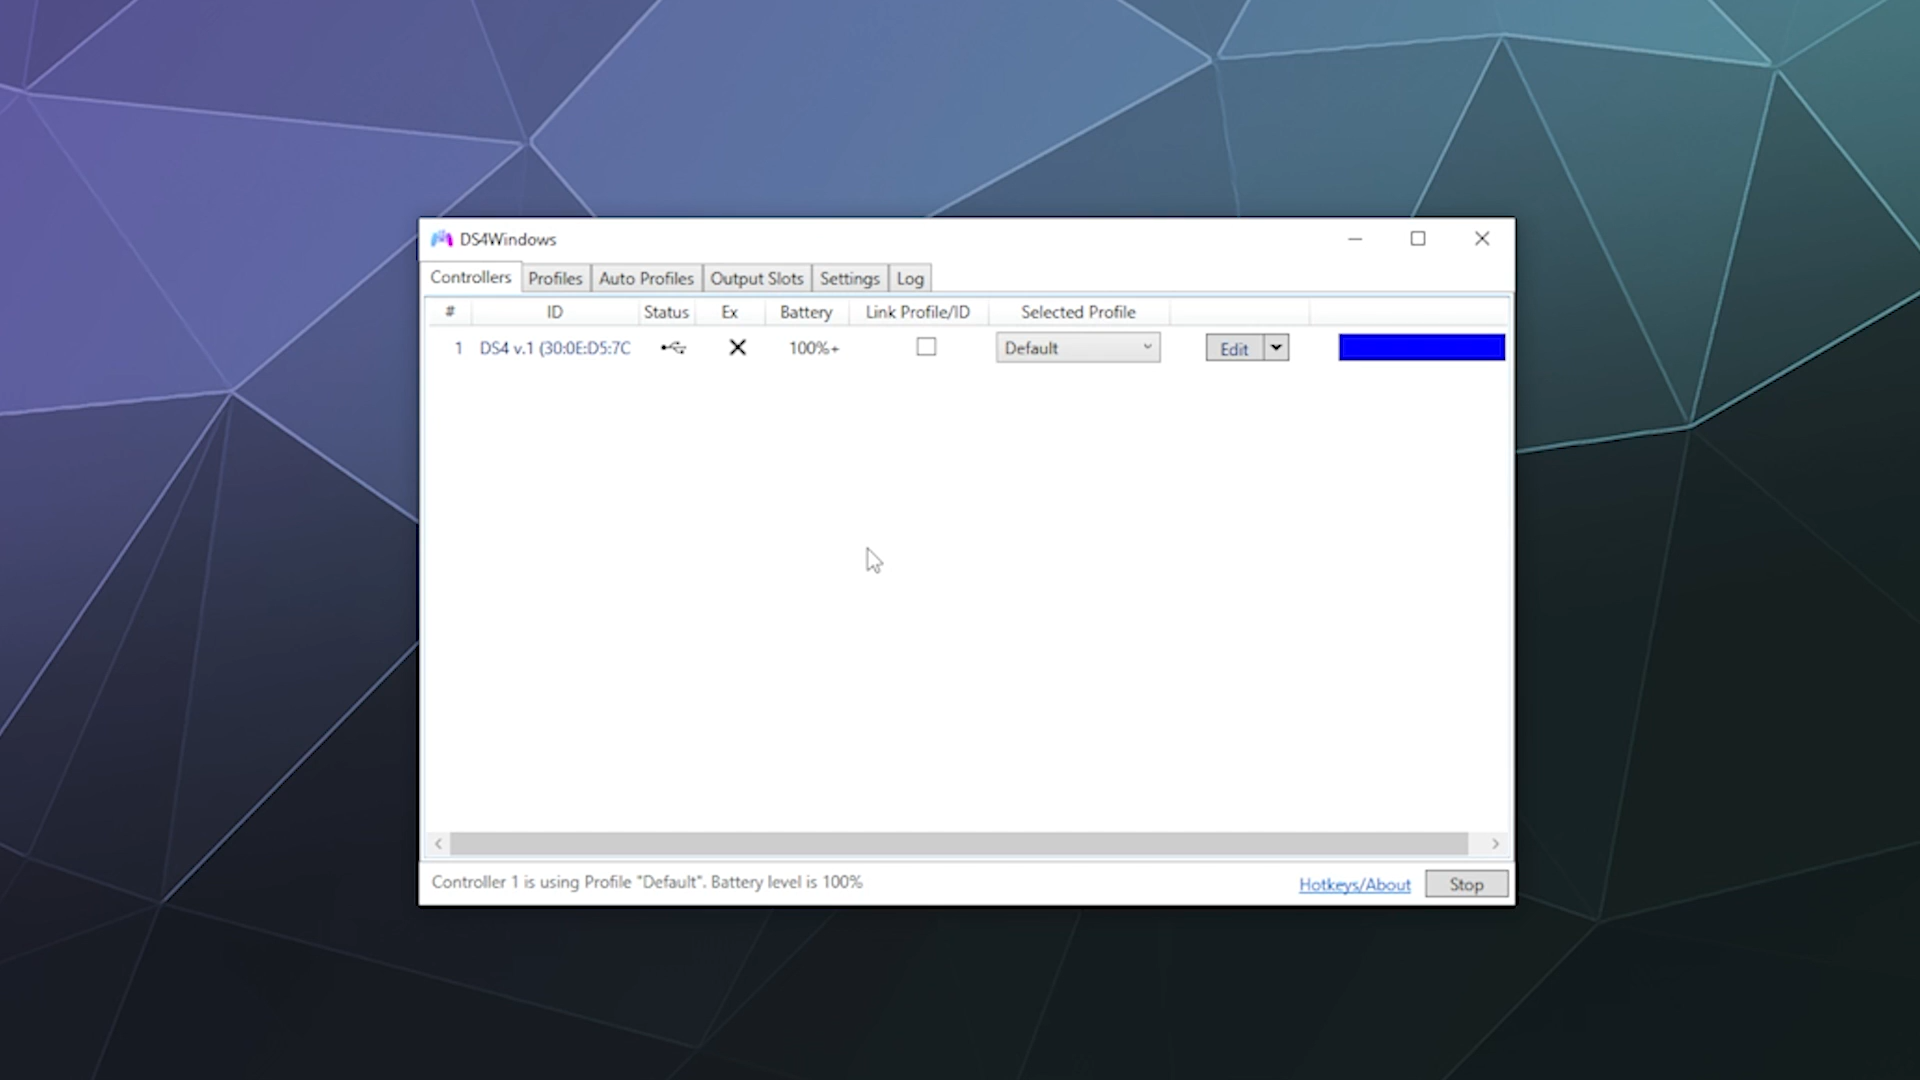 DS4Windows
Controllers Profiles Auto Profiles Output Slots Settings Log
# ID Status Ex Battery Link Profile/ID Selected Profile
1 DS4 v.1 (30:0E:D5:7C 100%+ Default Edit
Controller 1 is using Profile "Default". Battery level is 100% Hotkeys/About Stop